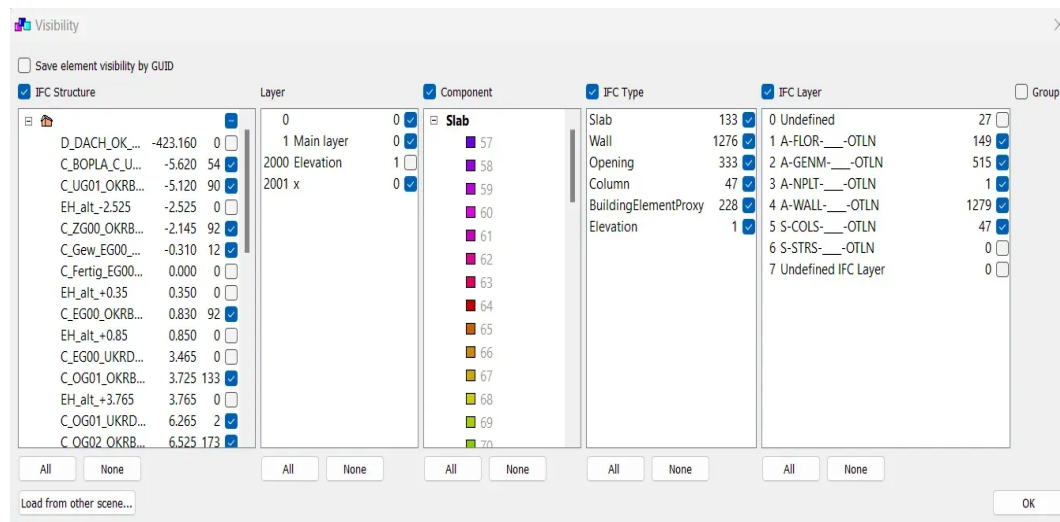 Visibility
Save element visibility by GUID
IFC Structure
D_DACH_OK_... -423.160 0
C_BOPLA_C_U... -5.620 54
C_UG01_OKRB... -5.120 90
EH_alt_-2.525 -2.525 0
C_ZG00_OKRB... -2.145 92
C_Gew_EG00_... -0.310 12
C_Fertig_EG00... 0.000 0
EH_alt_+0.35 0.350 0
C_EG00_OKRB... 0.830 92
EH_alt_+0.85 0.850 0
C_EG00_UKRD... 3.465 0
C_OG01_OKRB... 3.725 133
EH_alt_+3.765 3.765 0
C_OG01_UKRD... 6.265 2
C_OG02_OKRB... 6.525 173
All None
Load from other scene...
Layer
0 0
1 Main layer 0
2000 Elevation 1
2001 x 0
All None
Component
Slab
57
58
59
60
61
62
63
64
65
66
67
68
69
70
All None
IFC Type
Slab 133
Wall 1276
Opening 333
Column 47
BuildingElementProxy 228
Elevation 1
All None
IFC Layer
0 Undefined 27
1 A-FLOR-___-OTLN 149
2 A-GENM-___-OTLN 515
3 A-NPLT-___-OTLN 1
4 A-WALL-___-OTLN 1279
5 S-COLS-___-OTLN 47
6 S-STRS-___-OTLN 0
7 Undefined IFC Layer 0
All None
Group
OK